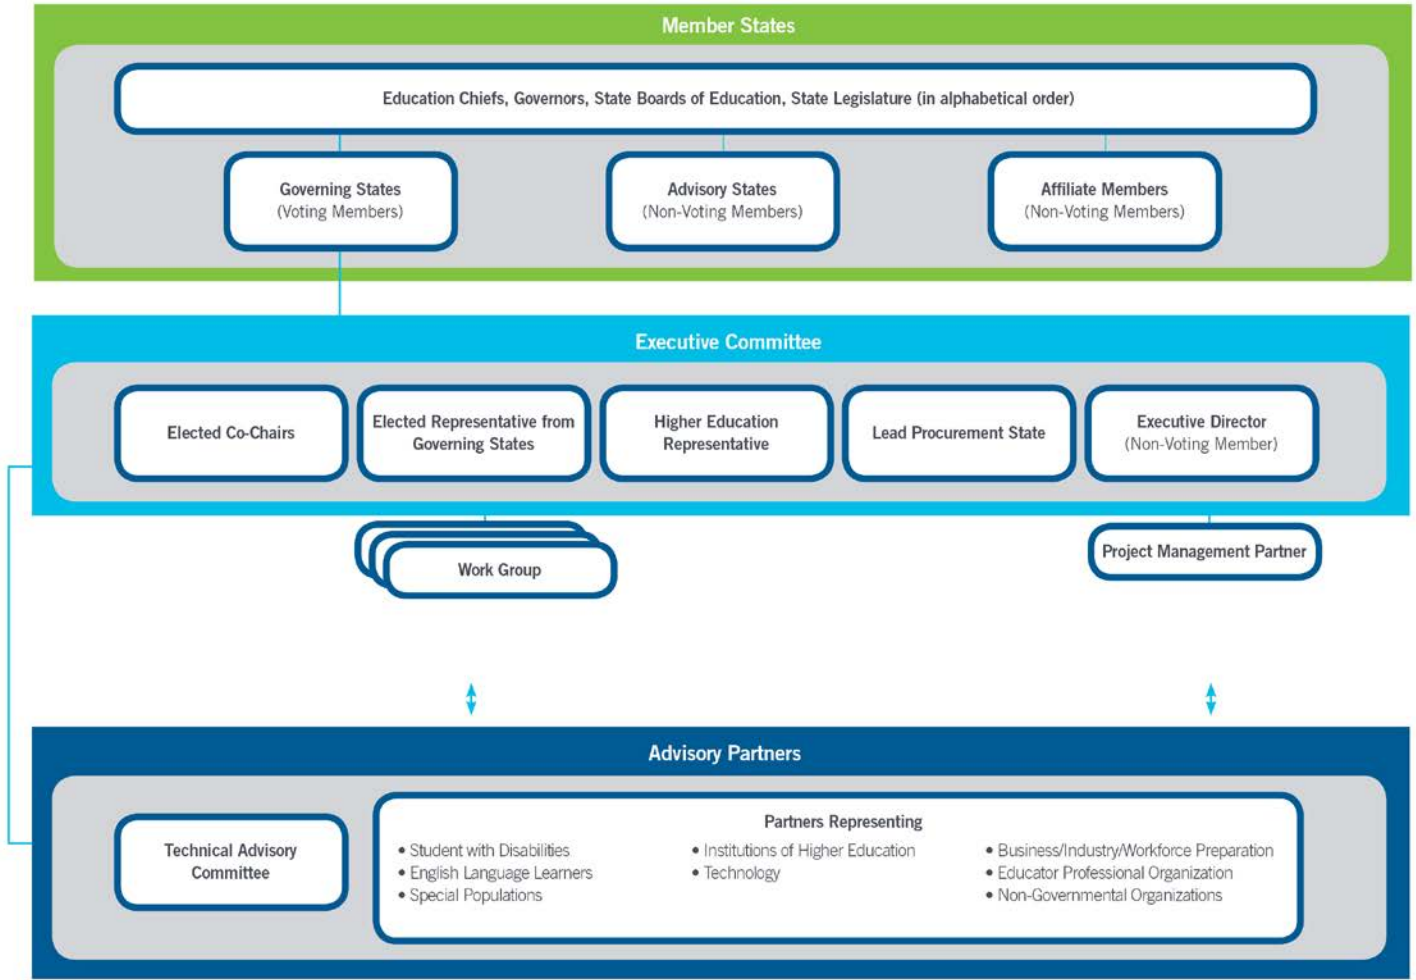 Member States
Education Chiefs, Governors, State Boards of Education, State Legislature (in alphabetical order)
Governing States
(Voting Members)
Advisory States
(Non-Voting Members)
Affiliate Members
(Non-Voting Members)
Executive Committee
Elected Co-Chairs
Elected Representative from
Governing States
Higher Education
Representative
Lead Procurement State
Executive Director
(Non-Voting Member)
Work Group
Project Management Partner
Advisory Partners
Technical Advisory
Committee
Partners Representing
• Student with Disabilities
• English Language Learners
• Special Populations
• Institutions of Higher Education
• Technology
• Business/Industry/Workforce Preparation
• Educator Professional Organization
• Non-Governmental Organizations